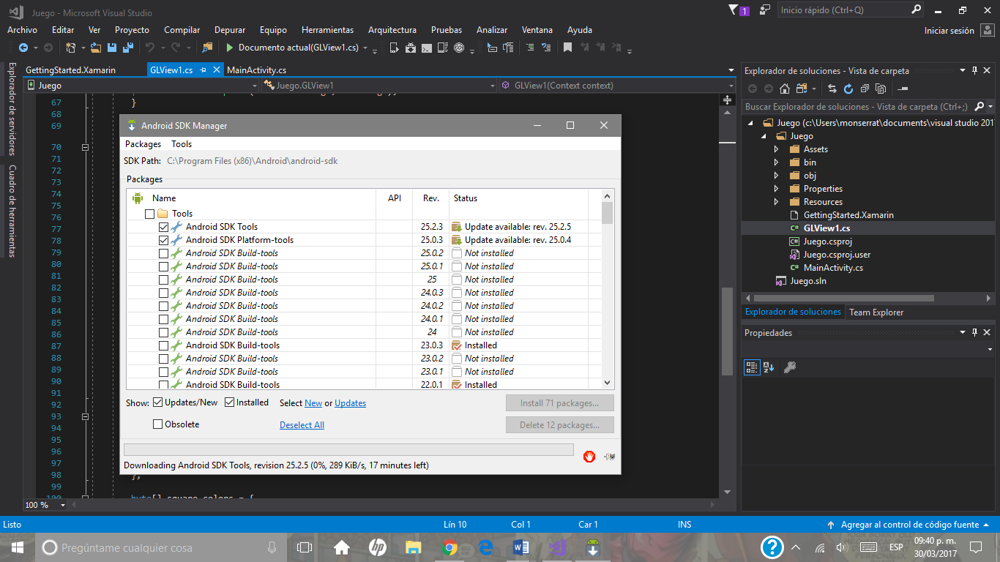 Juego - Microsoft Visual Studio
1
Inicio rápido (Ctrl+Q)
Archivo Editar Ver Proyecto Compilar Depurar Equipo Herramientas Arquitectura Pruebas Analizar Ventana Ayuda
Iniciar sesión
Documento actual(GLView1.cs)
Explorador de servidores
Cuadro de herramientas
GettingStarted.Xamarin GLView1.cs MainActivity.cs
Juego Juego.GLView1 GLView1(Context context)
67 }
68
69
70
71
72
73
74
75
76
77
78
79
80
81
82
83
84
85
86
87
88
89
90
91
92
93
94
95
96
97
98 };
99
100 byte[] square_colors = {
100 %
Android SDK Manager
Packages Tools
SDK Path: C:\Program Files (x86)\Android\android-sdk
Packages
Name API Rev. Status
Tools
Android SDK Tools 25.2.3 Update available: rev. 25.2.5
Android SDK Platform-tools 25.0.3 Update available: rev. 25.0.4
Android SDK Build-tools 25.0.2 Not installed
Android SDK Build-tools 25.0.1 Not installed
Android SDK Build-tools 25 Not installed
Android SDK Build-tools 24.0.3 Not installed
Android SDK Build-tools 24.0.2 Not installed
Android SDK Build-tools 24.0.1 Not installed
Android SDK Build-tools 24 Not installed
Android SDK Build-tools 23.0.3 Installed
Android SDK Build-tools 23.0.2 Not installed
Android SDK Build-tools 23.0.1 Not installed
Android SDK Build-tools 22.0.1 Installed
Show: Updates/New Installed Select New or Updates Install 71 packages...
Obsolete Deselect All Delete 12 packages...
Downloading Android SDK Tools, revision 25.2.5 (0%, 289 KiB/s, 17 minutes left)
Explorador de soluciones - Vista de carpeta
Buscar Explorador de soluciones - Vista de carpeta (Ctrl+;)
Juego (c:\Users\monserrat\documents\visual studio 201
Juego
Assets
bin
obj
Properties
Resources
GettingStarted.Xamarin
C# GLView1.cs
C# Juego.csproj
Juego.csproj.user
C# MainActivity.cs
Juego.sln
Explorador de soluciones Team Explorer
Propiedades
Listo Lín 10 Col 1 Car 1 INS Agregar al control de código fuente
Pregúntame cualquier cosa
hp
ESP
09:40 p. m.
30/03/2017